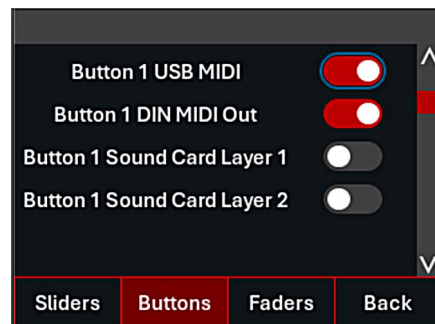 Button 1 USB MIDI
Button 1 DIN MIDI Out
Button 1 Sound Card Layer 1
Button 1 Sound Card Layer 2
Sliders Buttons Faders Back